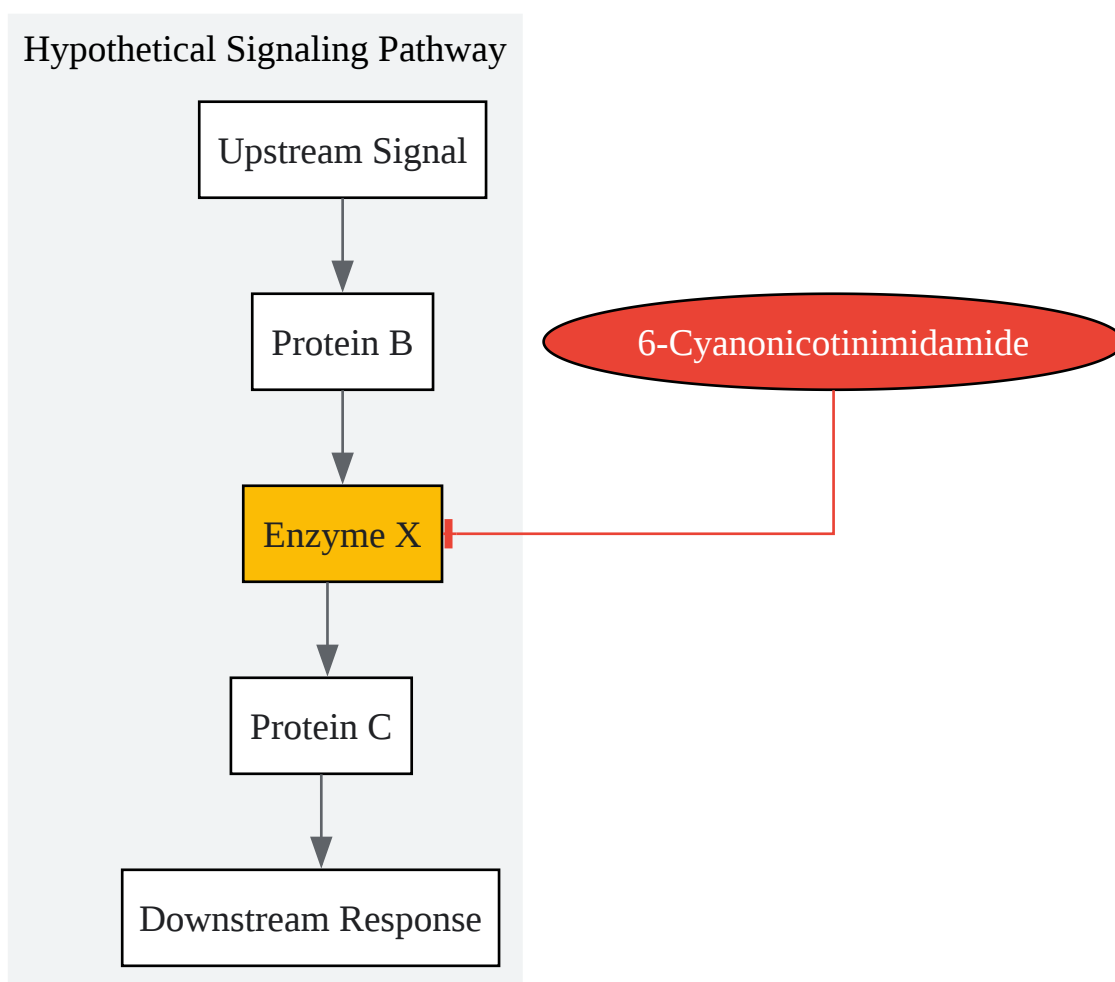 Hypothetical Signaling Pathway
Upstream Signal
Protein B
6-Cyanonicotinimidamide
Enzyme X
Protein C
Downstream Response